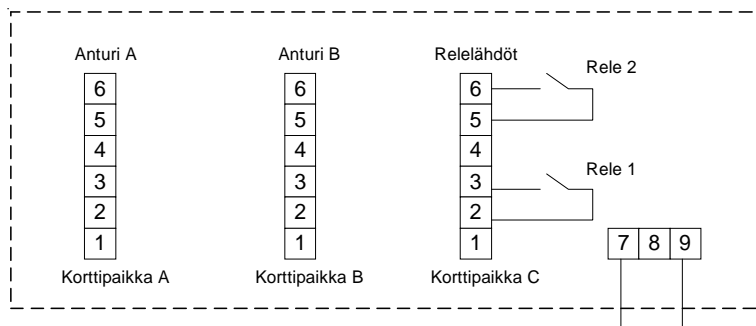 Anturi A
Anturi B
Relelähdöt
Rele 2
6
5
4
3
2
1
6
5
4
3
2
1
6
5
4
3
2
1
Rele 1
7 8 9
Korttipaikka A
Korttipaikka B
Korttipaikka C